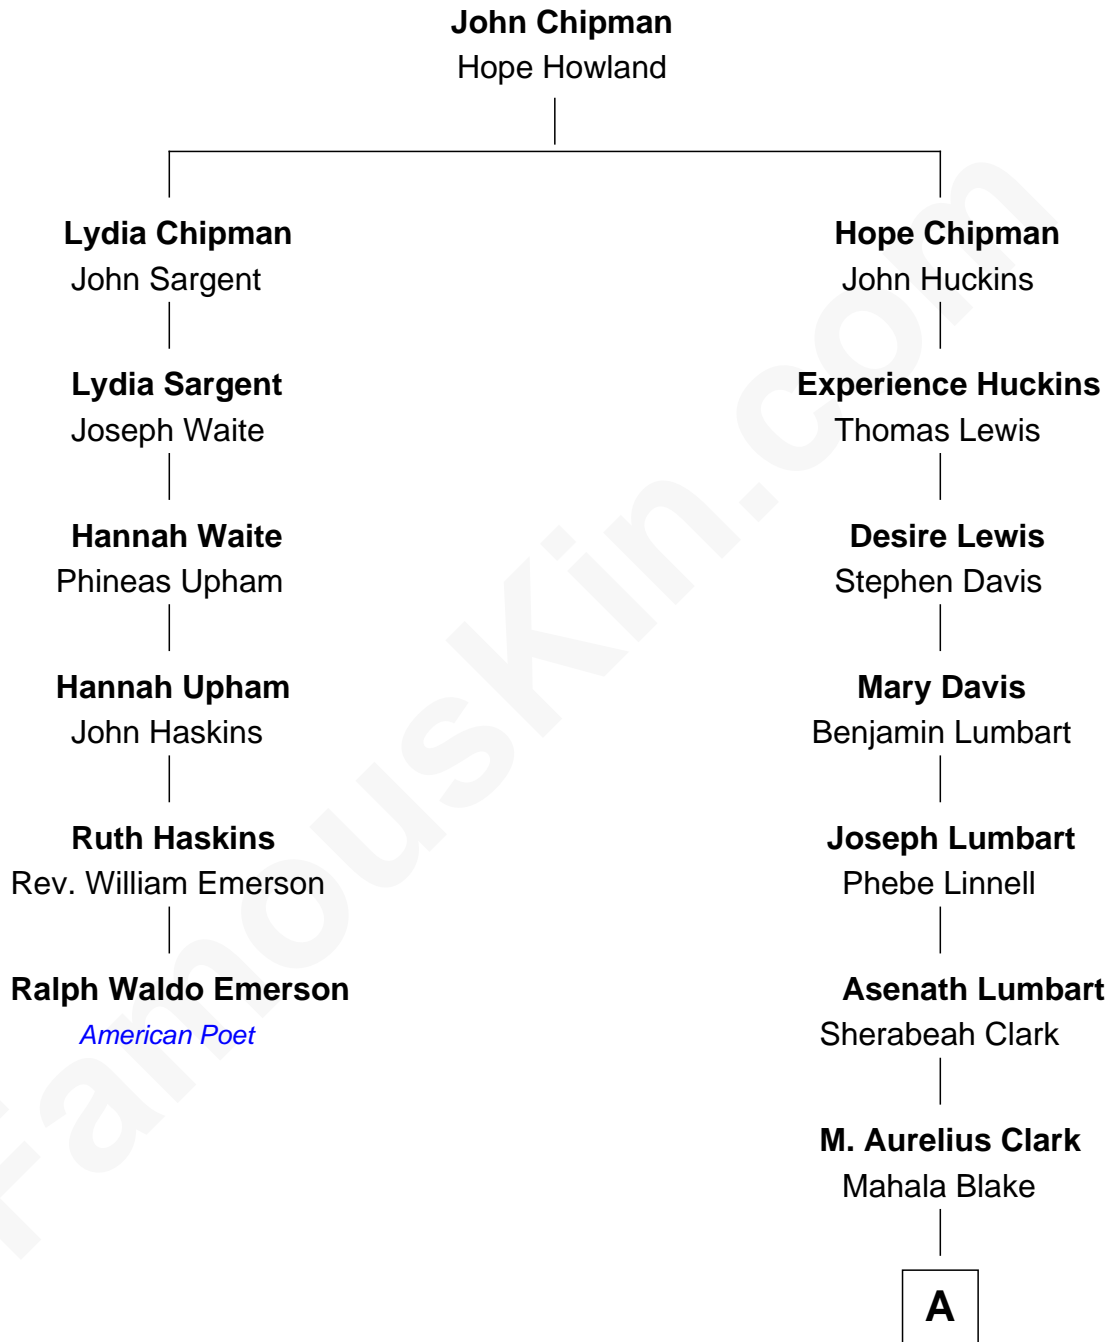 John Chipman
Hope Howland
Lydia Chipman
John Sargent
Hope Chipman
John Huckins
Lydia Sargent
Joseph Waite
Experience Huckins
Thomas Lewis
Hannah Waite
Phineas Upham
Desire Lewis
Stephen Davis
Hannah Upham
John Haskins
Mary Davis
Benjamin Lumbart
Ruth Haskins
Rev. William Emerson
Joseph Lumbart
Phebe Linnell
Ralph Waldo Emerson
American Poet
Asenath Lumbart
Sherabeah Clark
M. Aurelius Clark
Mahala Blake
A
FamousKin.com